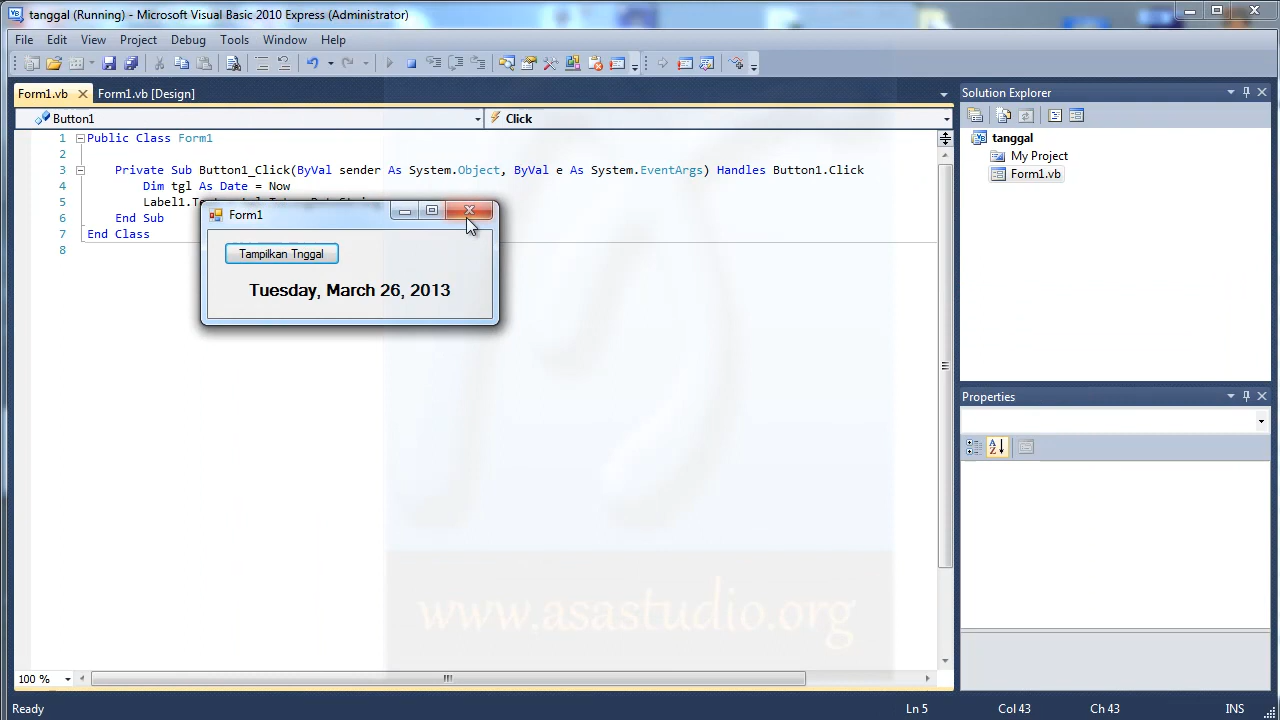 tanggal (Running) - Microsoft Visual Basic 2010 Express (Administrator)
File Edit View Project Debug Tools Window Help
Form1.vb Form1.vb [Design]
Button1 Click
1 Public Class Form1
2
3 Private Sub Button1_Click(ByVal sender As System.Object, ByVal e As System.EventArgs) Handles Button1.Click
4 Dim tgl As Date = Now
5
6 End Sub
7 End Class
8
Form1
Tampilkan Tnggal
Tuesday, March 26, 2013
www.asastudio.org
100 %
Solution Explorer
tanggal
My Project
Form1.vb
Properties
Ready Ln 5 Col 43 Ch 43 INS